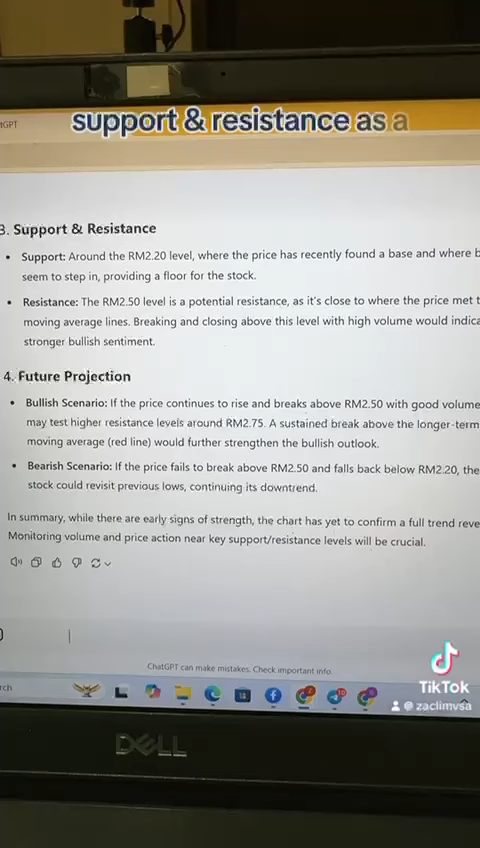 tGPT
support & resistance as a
3. Support & Resistance
• Support: Around the RM2.20 level, where the price has recently found a base and where
seem to step in, providing a floor for the stock.
• Resistance: The RM2.50 level is a potential resistance, as it's close to where the price met
moving average lines. Breaking and closing above this level with high volume would indica
stronger bullish sentiment.
4. Future Projection
• Bullish Scenario: If the price continues to rise and breaks above RM2.50 with good volume
may test higher resistance levels around RM2.75. A sustained break above the longer-term
moving average (red line) would further strengthen the bullish outlook.
• Bearish Scenario: If the price fails to break above RM2.50 and falls back below RM2.20, the
stock could revisit previous lows, continuing its downtrend.
In summary, while there are early signs of strength, the chart has yet to confirm a full trend reve
Monitoring volume and price action near key support/resistance levels will be crucial.
ChatGPT can make mistakes. Check important info.
rch
TikTok
@zaclimvsa
DELL